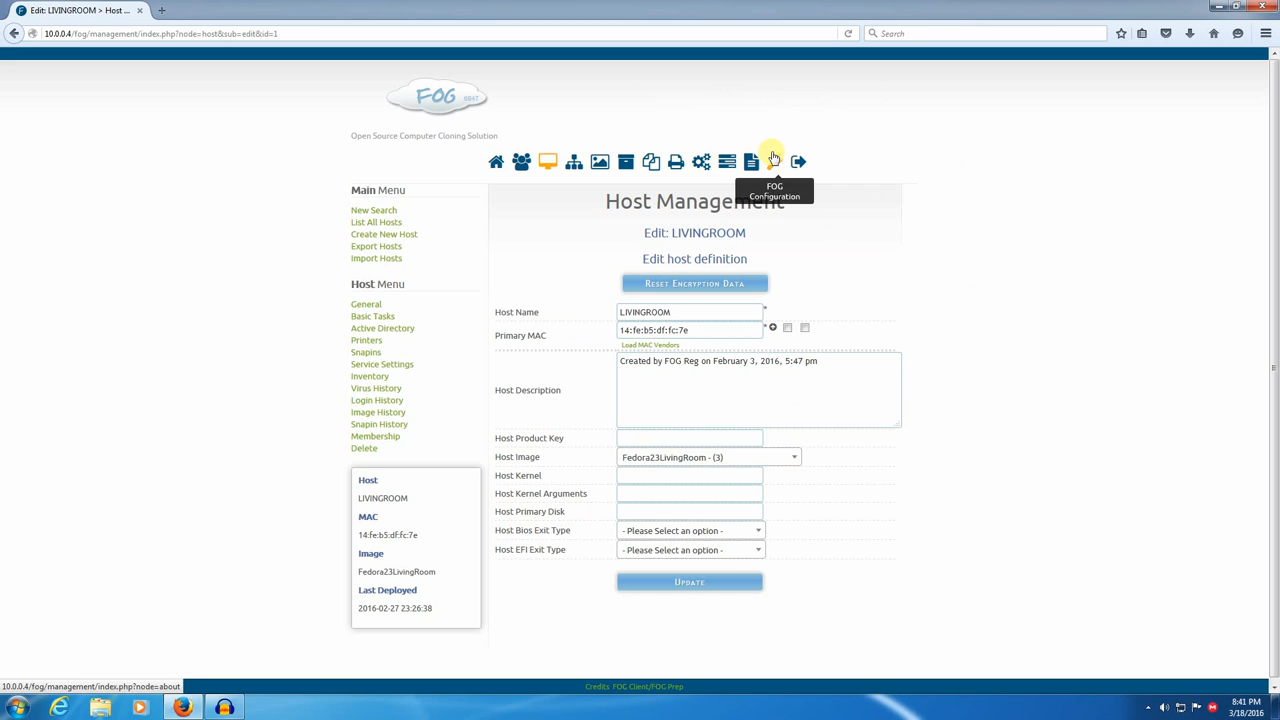 Edit: LIVINGROOM > Host ...
10.0.0.4/fog/management/index.php?node=host&sub=edit&id=1
Search
FOG 6847
Open Source Computer Cloning Solution
FOG
Configuration
Main Menu
New Search
List All Hosts
Create New Host
Export Hosts
Import Hosts
Host Menu
General
Basic Tasks
Active Directory
Printers
Snapins
Service Settings
Inventory
Virus History
Login History
Image History
Snapin History
Membership
Delete
Host
LIVINGROOM
MAC
14:fe:b5:df:fc:7e
Image
Fedora23LivingRoom
Last Deployed
2016-02-27 23:26:38
Host Management
Edit: LIVINGROOM
Edit host definition
Reset Encryption Data
Host Name LIVINGROOM *
Primary MAC 14:fe:b5:df:fc:7e *
Load MAC Vendors
Host Description Created by FOG Reg on February 3, 2016, 5:47 pm
Host Product Key
Host Image Fedora23LivingRoom - (3)
Host Kernel
Host Kernel Arguments
Host Primary Disk
Host Bios Exit Type - Please Select an option -
Host EFI Exit Type - Please Select an option -
Update
10.0.0.4/fog/management/index.php?node=about
Credits FOG Client/FOG Prep
8:41 PM
3/18/2016